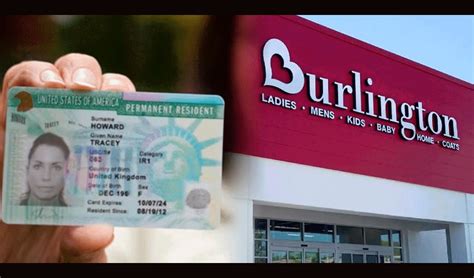 UNITED STATES OF AMERICA
PERMANENT RESIDENT
Surname
HOWARD
Given Name
TRACEY
Category
IR1
Country of Birth
United Kingdom
Date of Birth
Sex
F
Card Expires: 10/07/24
Resident Since: 08/19/12
Burlington
LADIES • MENS • KIDS • BABY
HOME • COATS